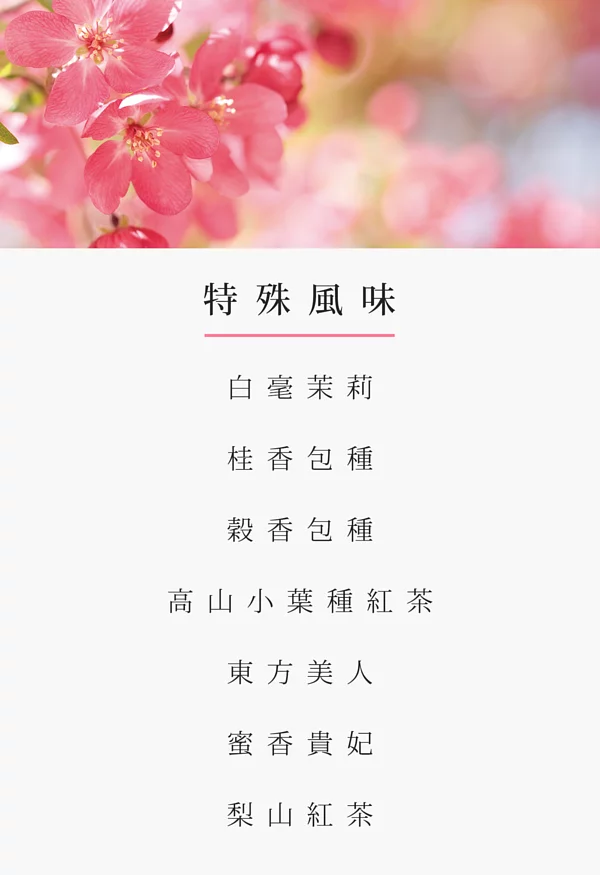 特殊風味
白毫茉莉
桂香包種
穀香包種
高山小葉種紅茶
東方美人
蜜香貴妃
梨山紅茶